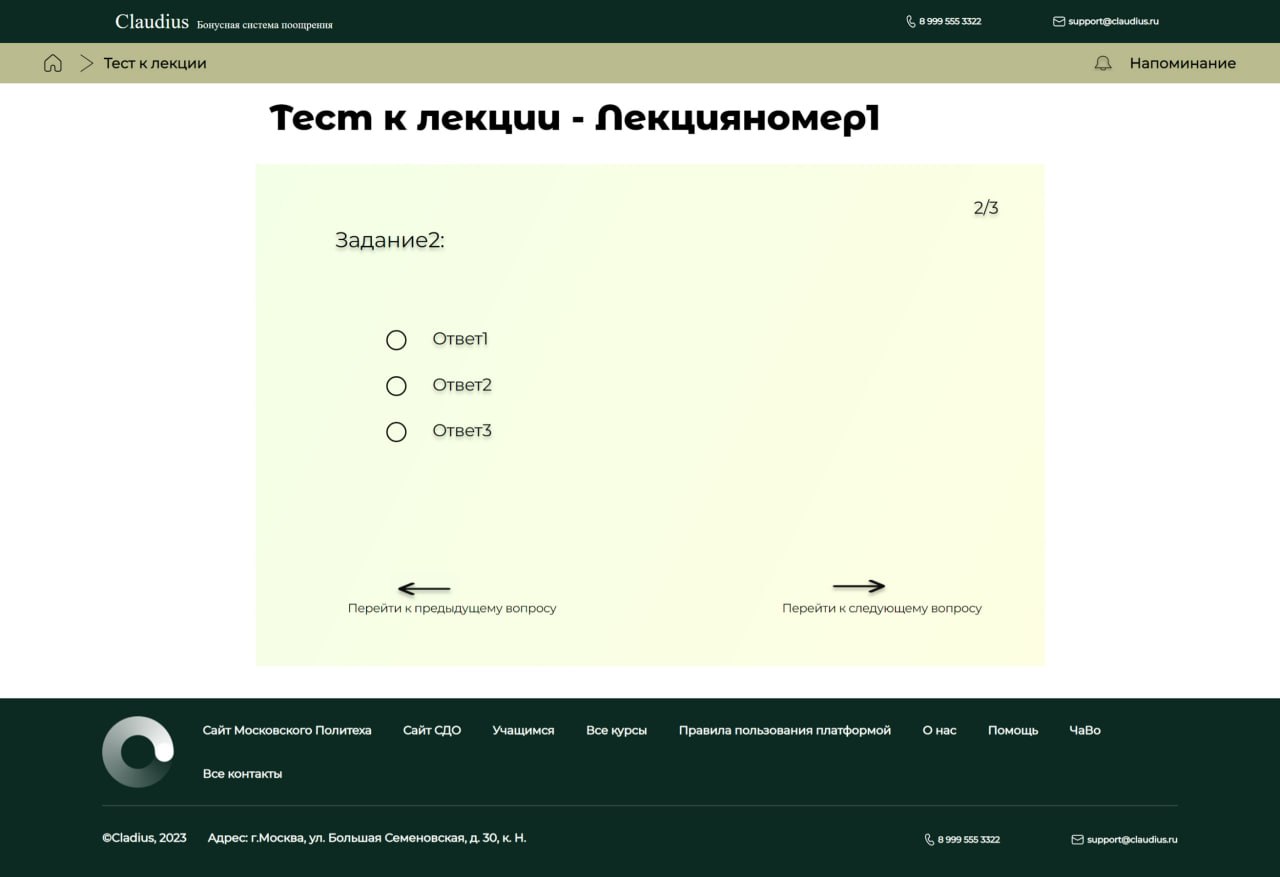 Claudius Бонусная система поощрения 8 999 555 3322 support@claudius.ru
Тест к лекции Напоминание
Тест к лекции - Лекцияномер1
2/3
Задание2:
Ответ1
Ответ2
Ответ3
Перейти к предыдущему вопросу Перейти к следующему вопросу
Сайт Московского Политеха Сайт СДО Учащимся Все курсы Правила пользования платформой О нас Помощь ЧаВо
Все контакты
©Cladius, 2023 Адрес: г.Москва, ул. Большая Семеновская, д. 30, к. Н. 8 999 555 3322 support@claudius.ru